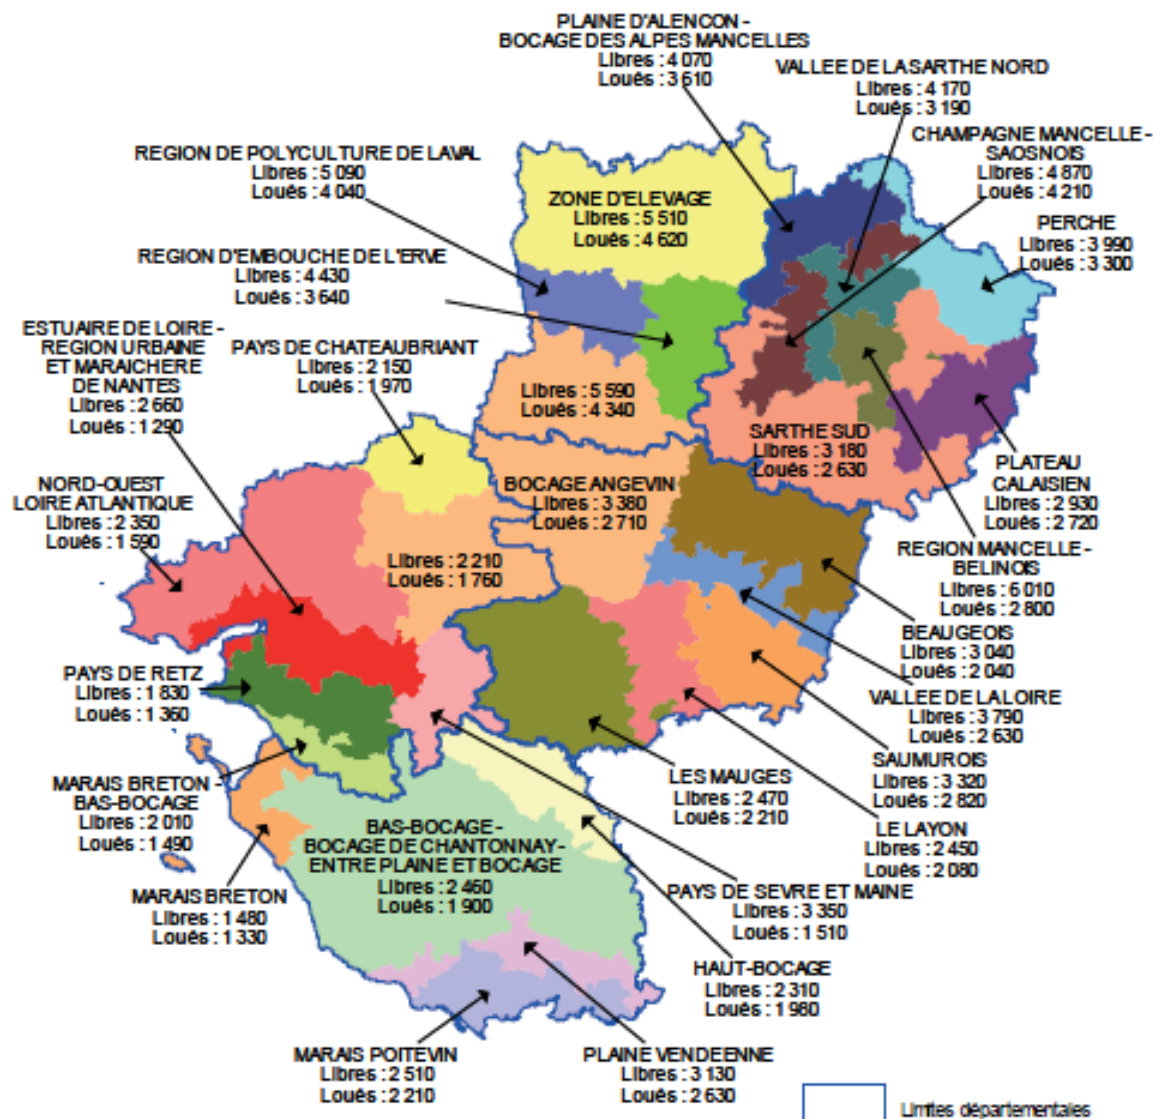 PLAINE D'ALENCON -
BOCAGE DES ALPES MANCELLES
Libres : 4 070
Loués : 3 610
VALLEE DE LA SARTHE NORD
Libres : 4 170
Loués : 3 190
CHAMPAGNE MANCELLE -
SAOSNOIS
Libres : 4 870
Loués : 4 210
REGION DE POLYCULTURE DE LAVAL
Libres : 5 090
Loués : 4 040
ZONE D'ELEVAGE
Libres : 5 510
Loués : 4 620
PERCHE
Libres : 3 990
Loués : 3 300
REGION D'EMBOUCHE DE L'ERVE
Libres : 4 430
Loués : 3 640
ESTUAIRE DE LOIRE -
REGION URBAINE
ET MARAICHERE
DE NANTES
Libres : 2 660
Loués : 1 290
PAYS DE CHATEAUBRIANT
Libres : 2 150
Loués : 1 970
Libres : 5 590
Loués : 4 340
SARTHE SUD
Libres : 3 180
Loués : 2 630
PLATEAU
CALAISIEN
Libres : 2 930
Loués : 2 720
NORD-OUEST
LOIRE ATLANTIQUE
Libres : 2 350
Loués : 1 590
BOCAGE ANGEVIN
Libres : 3 380
Loués : 2 710
Libres : 2 210
Loués : 1 760
REGION MANCELLE -
BELINOIS
Libres : 6 010
Loués : 2 800
BEAUGEOIS
Libres : 3 040
Loués : 2 040
PAYS DE RETZ
Libres : 1 830
Loués : 1 360
VALLEE DE LA LOIRE
Libres : 3 790
Loués : 2 630
SAUMUROIS
Libres : 3 320
Loués : 2 820
MARAIS BRETON -
BAS-BOCAGE
Libres : 2 010
Loués : 1 490
LES MAUGES
Libres : 2 470
Loués : 2 210
LE LAYON
Libres : 2 450
Loués : 2 080
BAS-BOCAGE -
BOCAGE DE CHANTONNAY -
ENTRE PLAINE ET BOCAGE
Libres : 2 460
Loués : 1 900
MARAIS BRETON
Libres : 1 480
Loués : 1 330
PAYS DE SEVRE ET MAINE
Libres : 3 350
Loués : 1 510
HAUT-BOCAGE
Libres : 2 310
Loués : 1 980
MARAIS POITEVIN
Libres : 2 510
Loués : 2 210
PLAINE VENDEENNE
Libres : 3 130
Loués : 2 630
Limites départementales